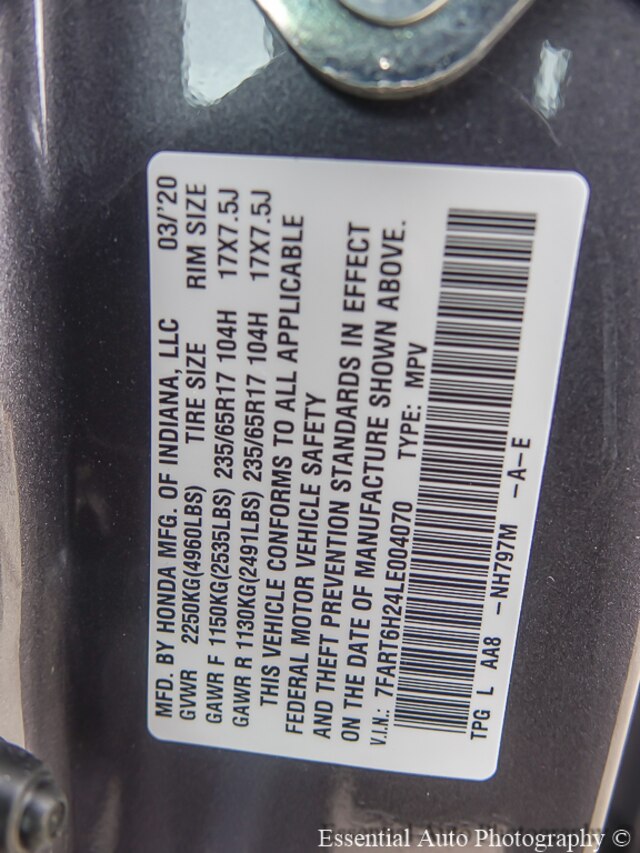 MFD. BY HONDA MFG. OF INDIANA, LLC 03/'20
GVWR 2250KG(4960LBS) TIRE SIZE RIM SIZE
GAWR F 1150KG(2535LBS) 235/65R17 104H 17X7.5J
GAWR R 1130KG(2491LBS) 235/65R17 104H 17X7.5J
THIS VEHICLE CONFORMS TO ALL APPLICABLE
FEDERAL MOTOR VEHICLE SAFETY
AND THEFT PREVENTION STANDARDS IN EFFECT
ON THE DATE OF MANUFACTURE SHOWN ABOVE.
V.I.N.: 7FART6H24LE004070 TYPE: MPV
TPG L AA8 -NH797M -A-E
Essential Auto Photography ©